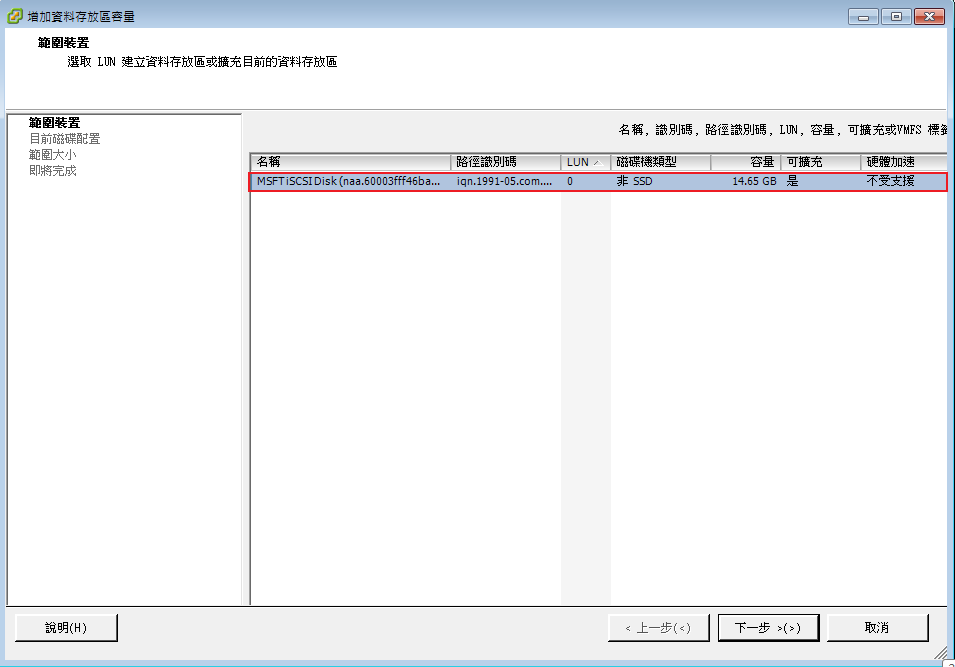 增加資料存放區容量
範圍裝置
選取 LUN 建立資料存放區或擴充目前的資料存放區
範圍裝置
目前磁碟配置
範圍大小
即將完成
名稱, 識別碼, 路徑識別碼, LUN, 容量, 可擴充或VMFS 標籤
名稱 路徑識別碼 LUN 磁碟機類型 容量 可擴充 硬體加速
MSFT iSCSI Disk (naa.60003fff46ba... iqn.1991-05.com.... 0 非 SSD 14.65 GB 是 不受支援
說明(H) < 上一步(<) 下一步 >(>) 取消